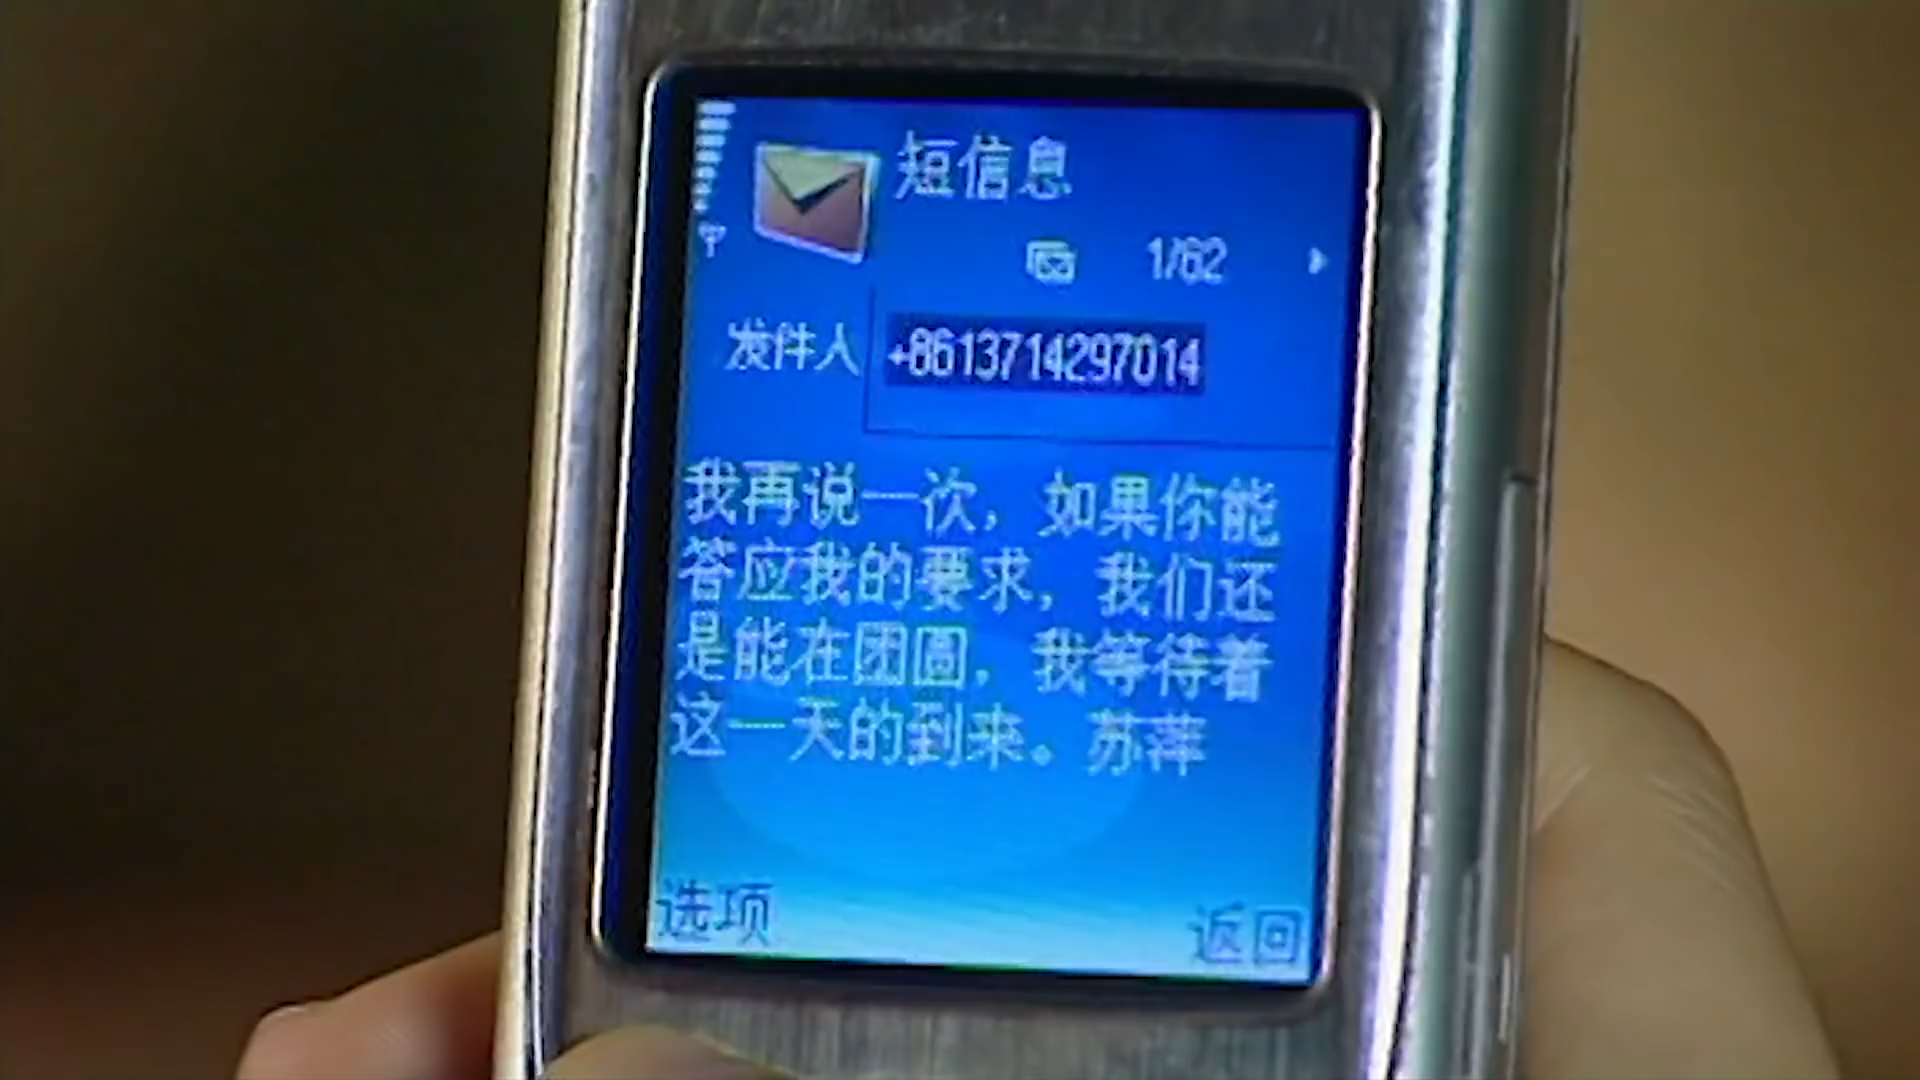 短信息
1/62
发件人 +8613714297014
我再说一次，如果你能
答应我的要求，我们还
是能在团圆，我等待着
这一天的到来。苏萍
选项 返回